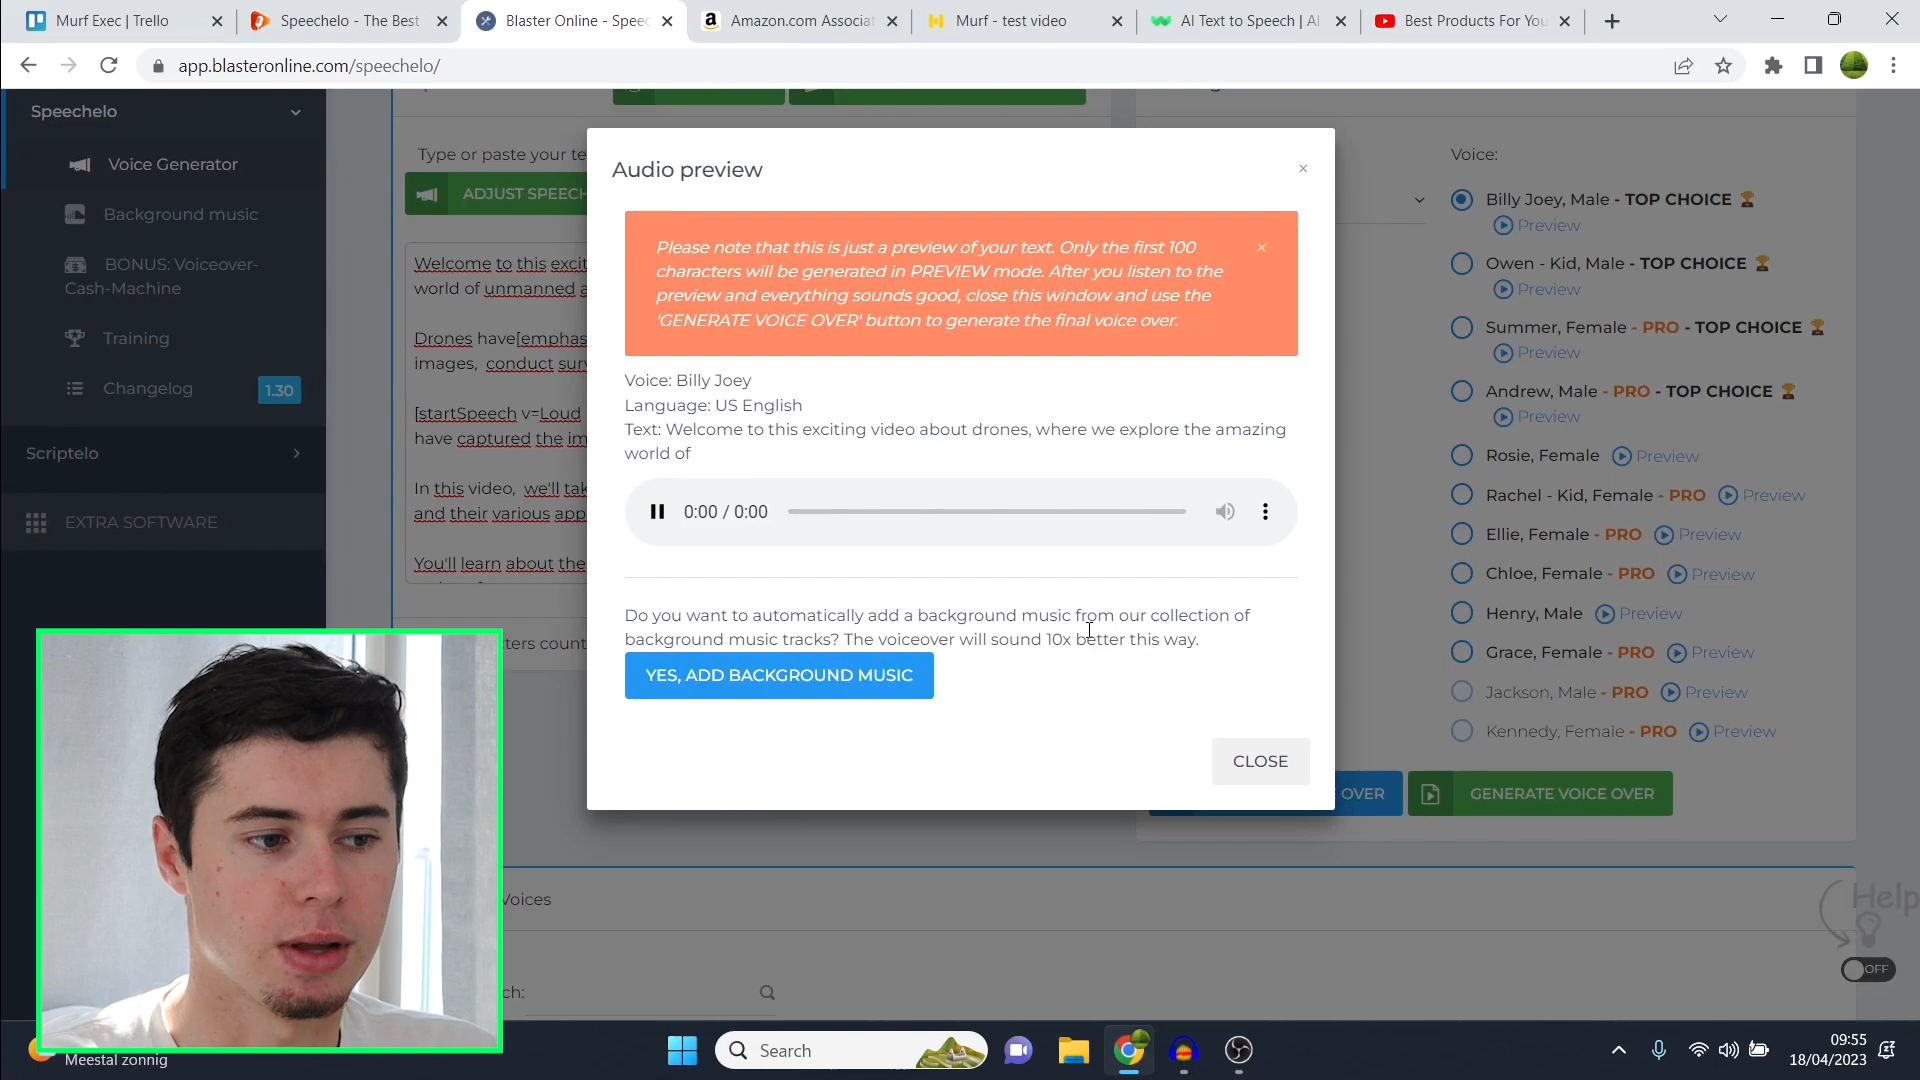 Murf Exec | Trello
Speechelo - The Best
Blaster Online - Speec
Amazon.com Associat
Murf - test video
AI Text to Speech | AI
Best Products For You
app.blasteronline.com/speechelo/
Speechelo
Voice Generator
Background music
BONUS: Voiceover-
Cash-Machine
Training
Changelog
1.30
Scriptelo
EXTRA SOFTWARE
Type or paste your te
ADJUST SPEECH
Welcome to this excit
world of unmanned a
Drones have[emphas
images, conduct surv
[startSpeech v=Loud
have captured the im
In this video, we'll tak
and their various app
You'll learn about the
cters count
Audio preview
Please note that this is just a preview of your text. Only the first 100
characters will be generated in PREVIEW mode. After you listen to the
preview and everything sounds good, close this window and use the
'GENERATE VOICE OVER' button to generate the final voice over.
Voice: Billy Joey
Language: US English
Text: Welcome to this exciting video about drones, where we explore the amazing
world of
0:00 / 0:00
Do you want to automatically add a background music from our collection of
background music tracks? The voiceover will sound 10x better this way.
YES, ADD BACKGROUND MUSIC
CLOSE
Voice:
Billy Joey, Male - TOP CHOICE
Preview
Owen - Kid, Male - TOP CHOICE
Preview
Summer, Female - PRO - TOP CHOICE
Preview
Andrew, Male - PRO - TOP CHOICE
Preview
Rosie, Female Preview
Rachel - Kid, Female - PRO Preview
Ellie, Female - PRO Preview
Chloe, Female - PRO Preview
Henry, Male Preview
Grace, Female - PRO Preview
Jackson, Male - PRO Preview
Kennedy, Female - PRO Preview
OVER
GENERATE VOICE OVER
Voices
ch:
Help
OFF
Meestal zonnig
Search
09:55
18/04/2023